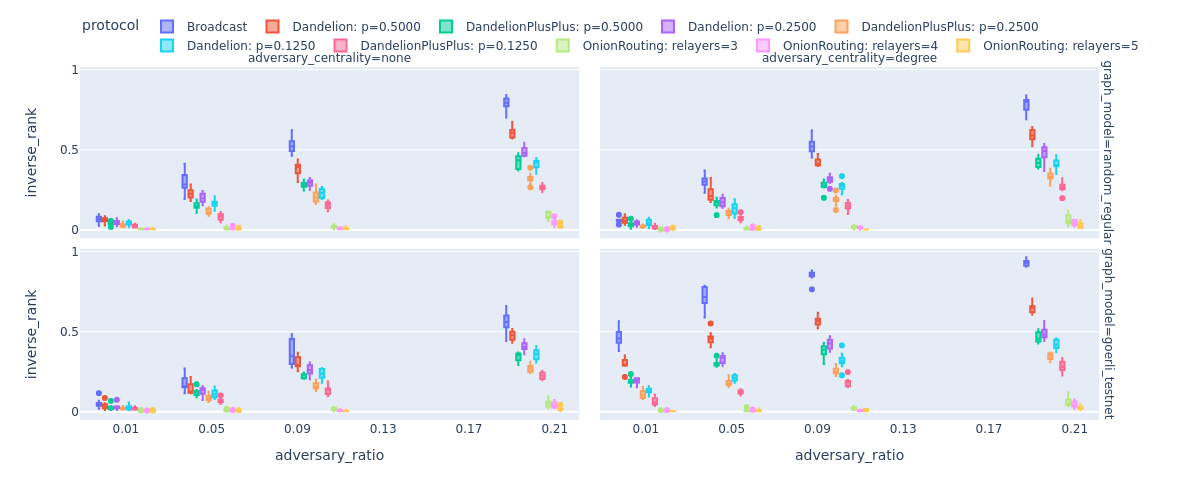 protocol Broadcast Dandelion: p=0.5000 DandelionPlusPlus: p=0.5000 Dandelion: p=0.2500 DandelionPlusPlus: p=0.2500
Dandelion: p=0.1250 DandelionPlusPlus: p=0.1250 OnionRouting: relayers=3 OnionRouting: relayers=4 OnionRouting: relayers=5
adversary_centrality=none adversary_centrality=degree
1
0.5
0
inverse_rank
graph_model=random_regular
1
0.5
0
inverse_rank
graph_model=goerli_testnet
0.01 0.05 0.09 0.13 0.17 0.21 0.01 0.05 0.09 0.13 0.17 0.21
adversary_ratio adversary_ratio